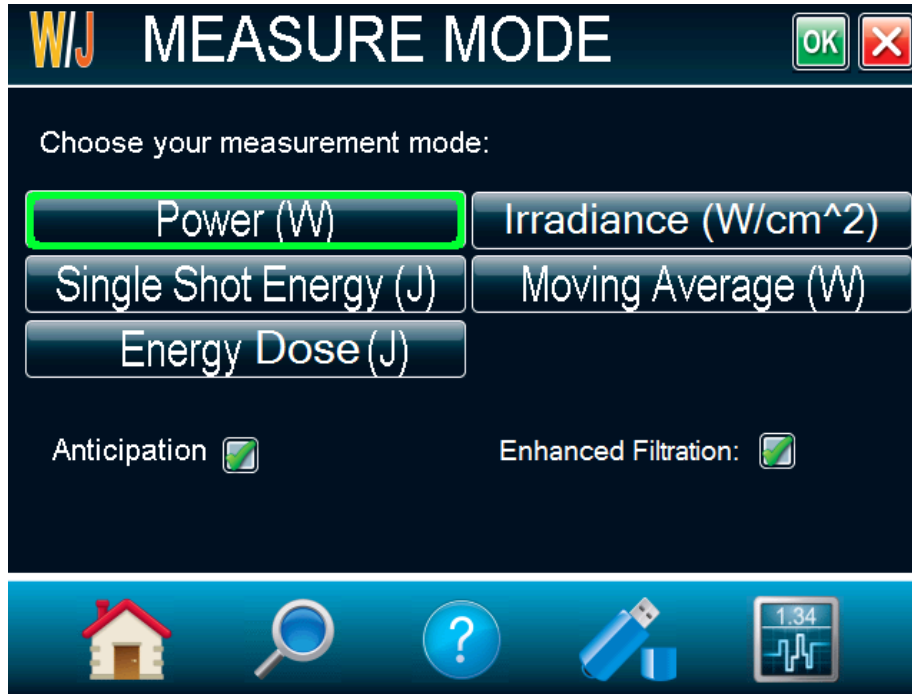 W/J MEASURE MODE OK
Choose your measurement mode:
Power (W) Irradiance (W/cm^2)
Single Shot Energy (J) Moving Average (W)
Energy Dose (J)
Anticipation Enhanced Filtration:
?
1.34